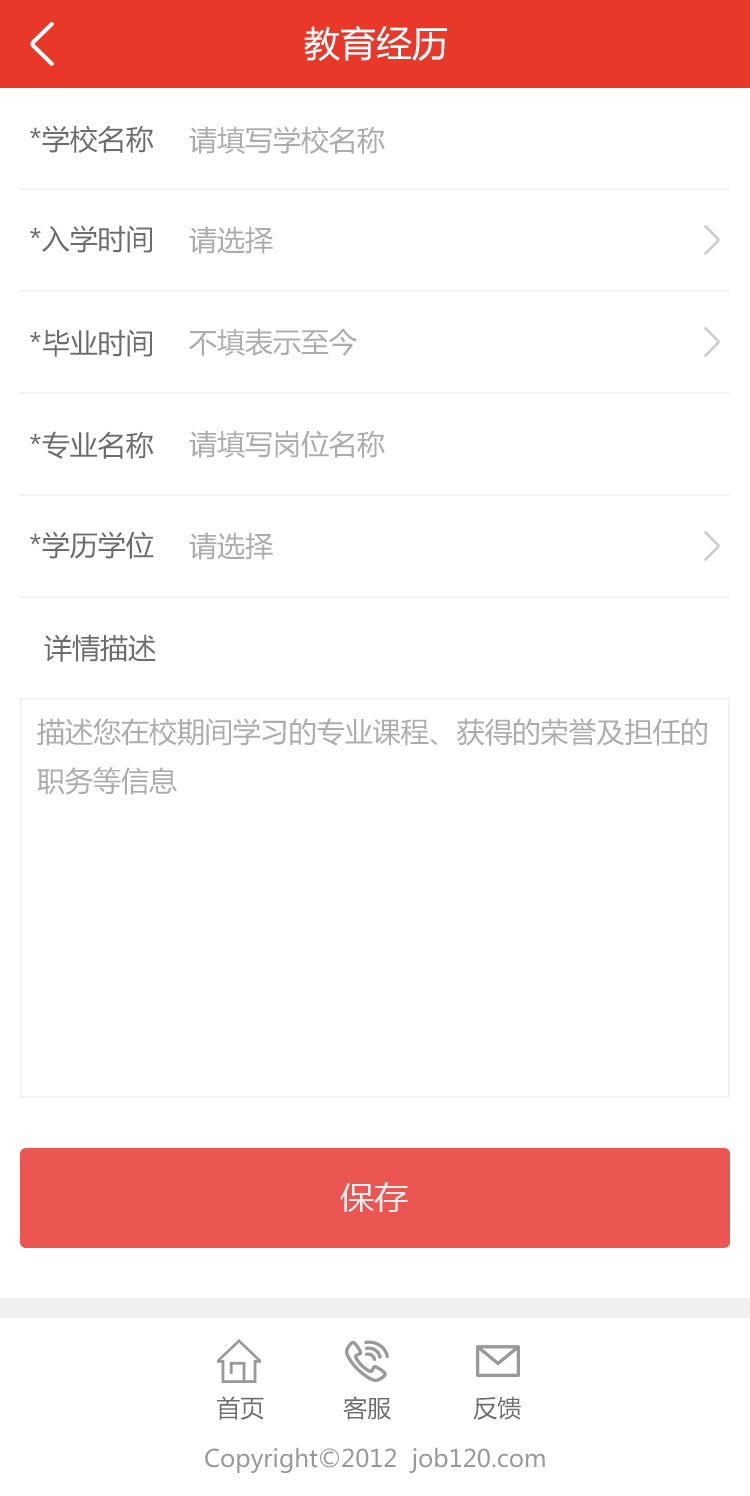 教育经历
*学校名称 请填写学校名称
*入学时间 请选择
*毕业时间 不填表示至今
*专业名称 请填写岗位名称
*学历学位 请选择
详情描述
描述您在校期间学习的专业课程、获得的荣誉及担任的
职务等信息
保存
首页 客服 反馈
Copyright©2012 job120.com